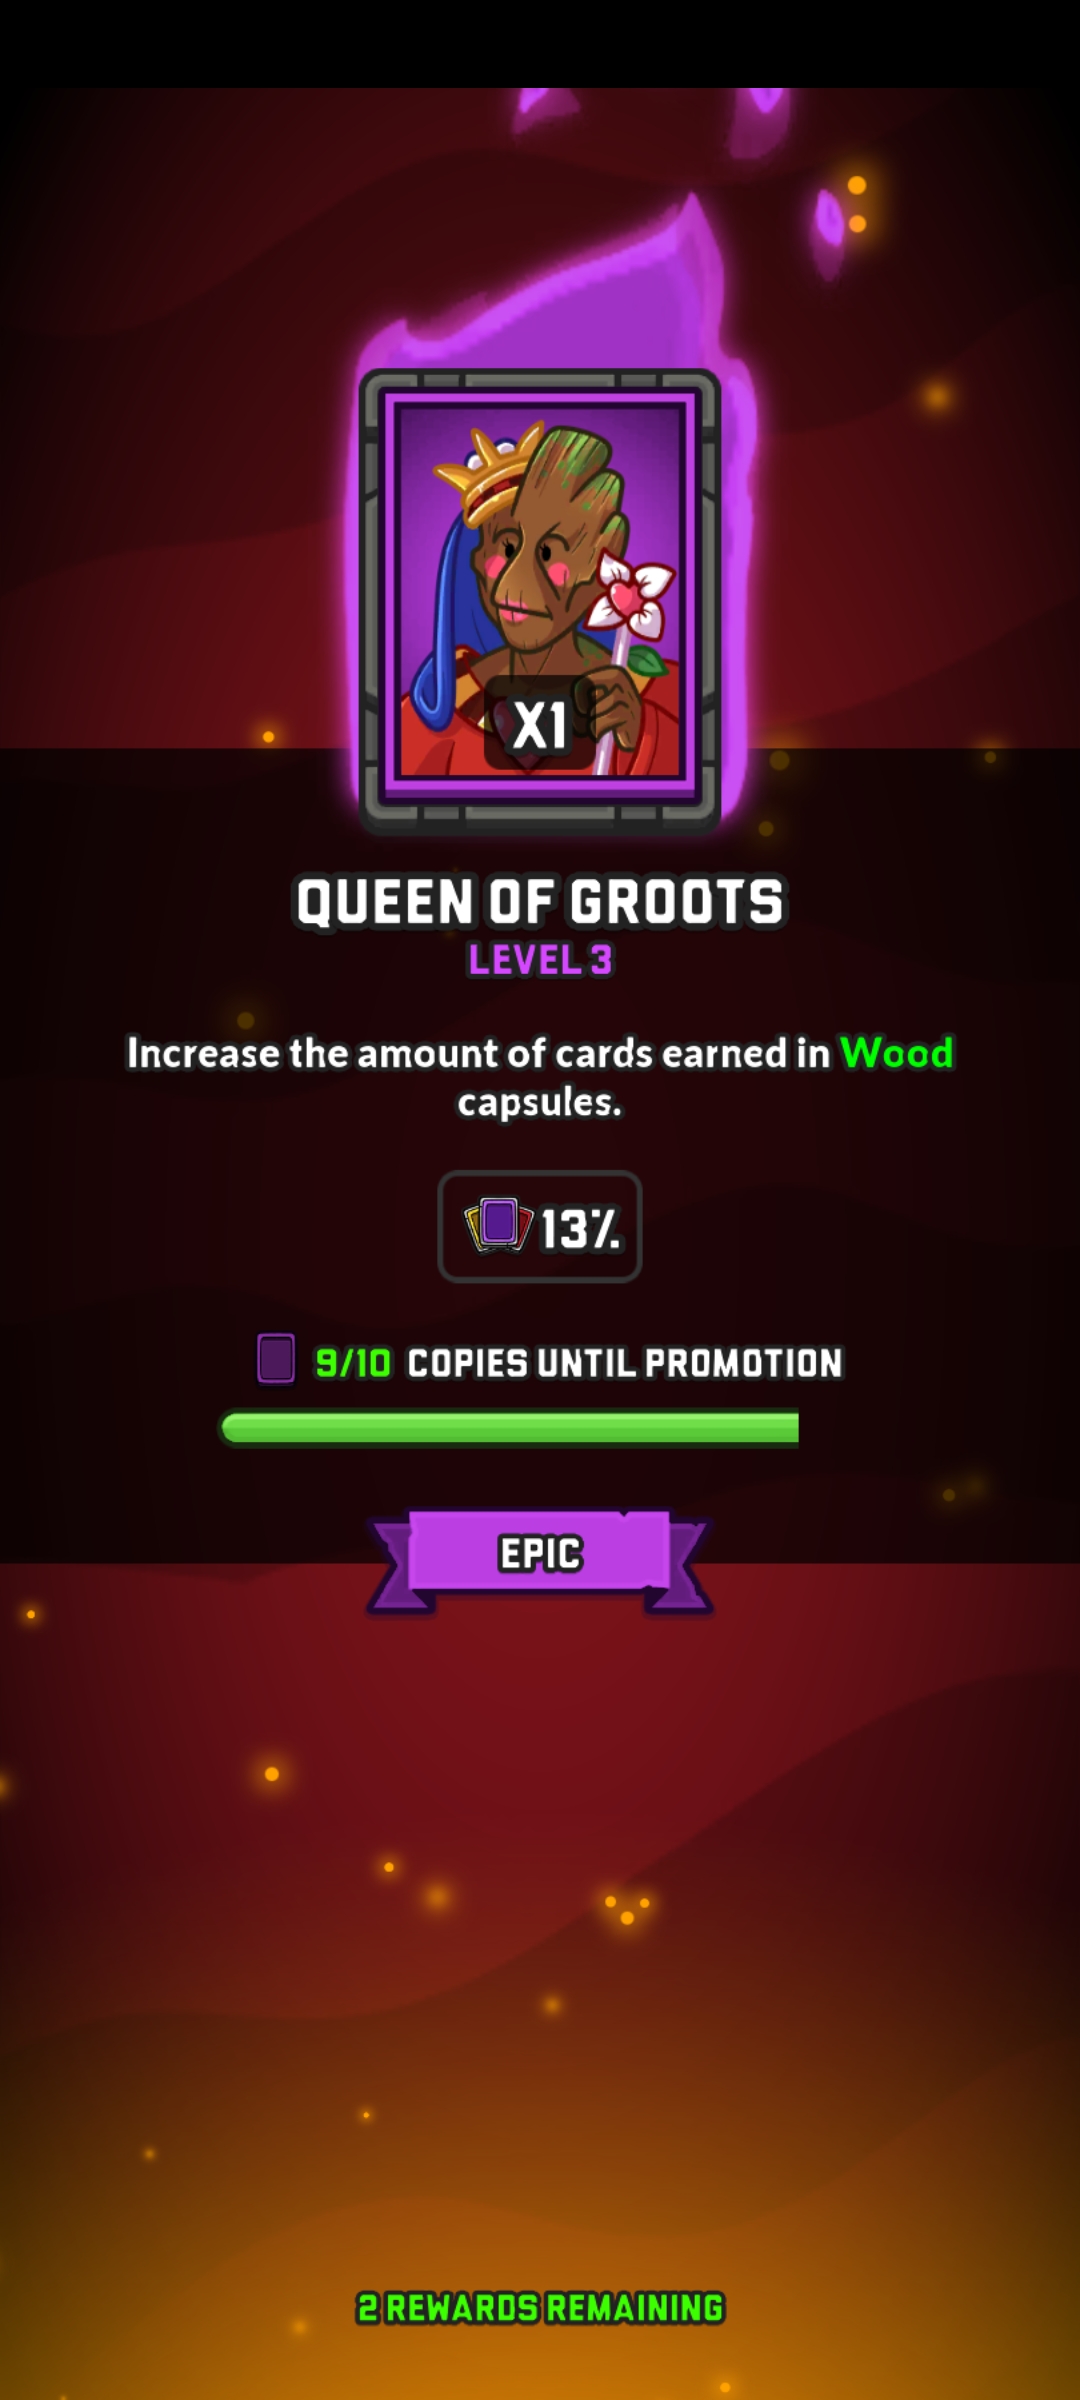 X1
QUEEN OF GROOTS
LEVEL 3
Increase the amount of cards earned in Wood
capsules.
13%
9/10 COPIES UNTIL PROMOTION
EPIC
2 REWARDS REMAINING